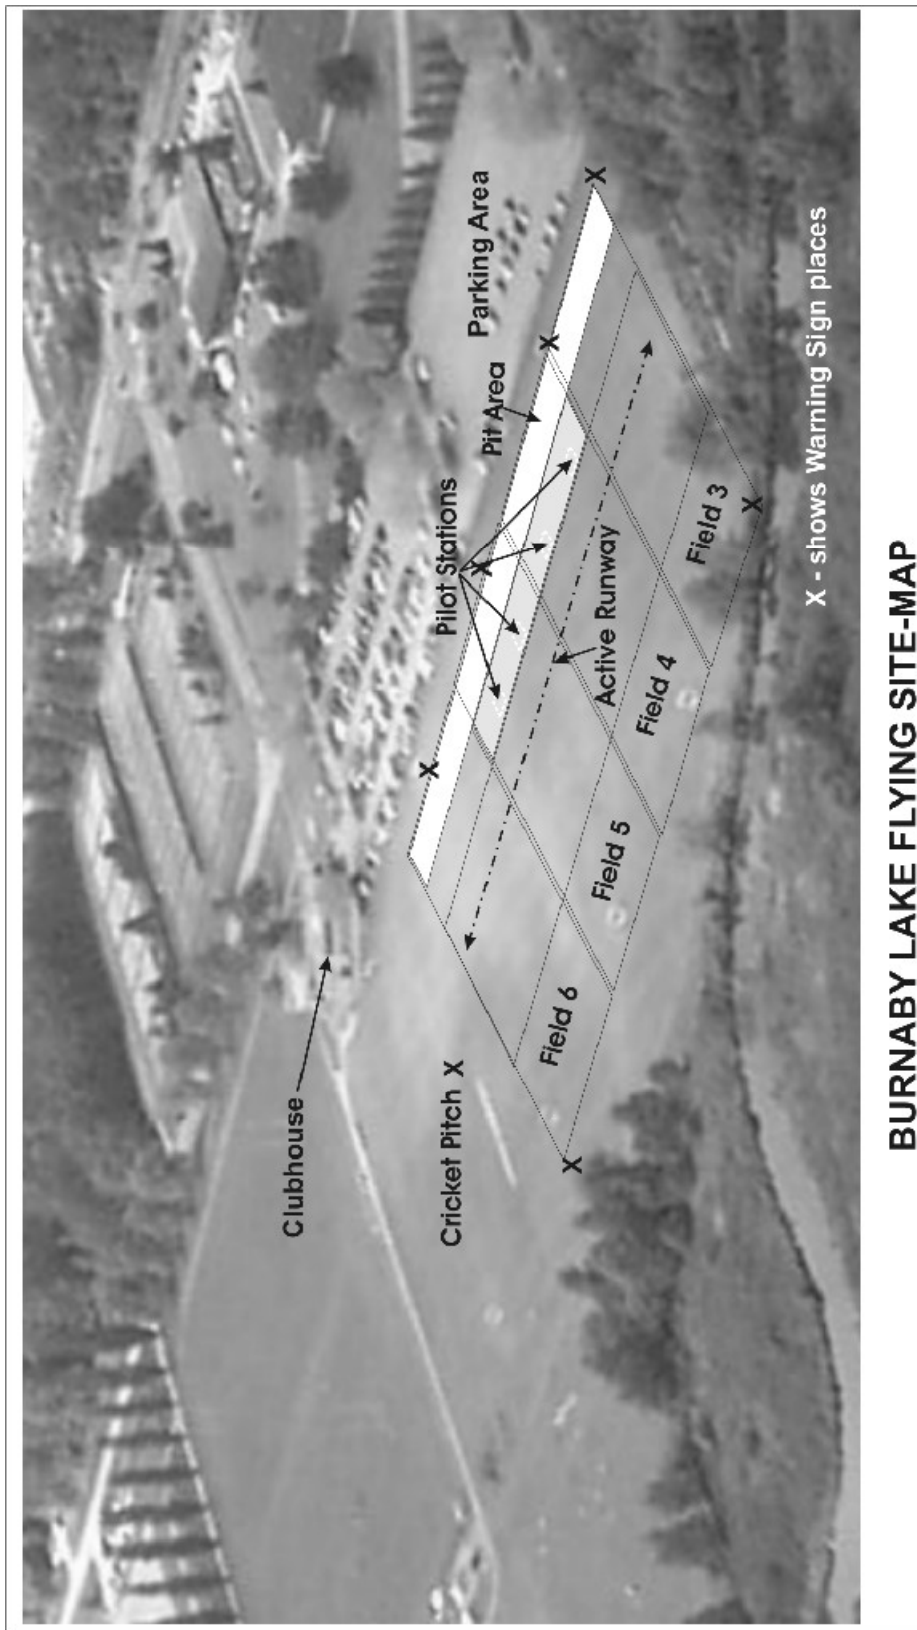 Parking Area
Pit Area
Pilot Stations
Clubhouse
Cricket Pitch X
Active Runway
Field 3
Field 4
Field 5
Field 6
X
X
X
X
X
X
X - shows Warning Sign places
BURNABY LAKE FLYING SITE-MAP